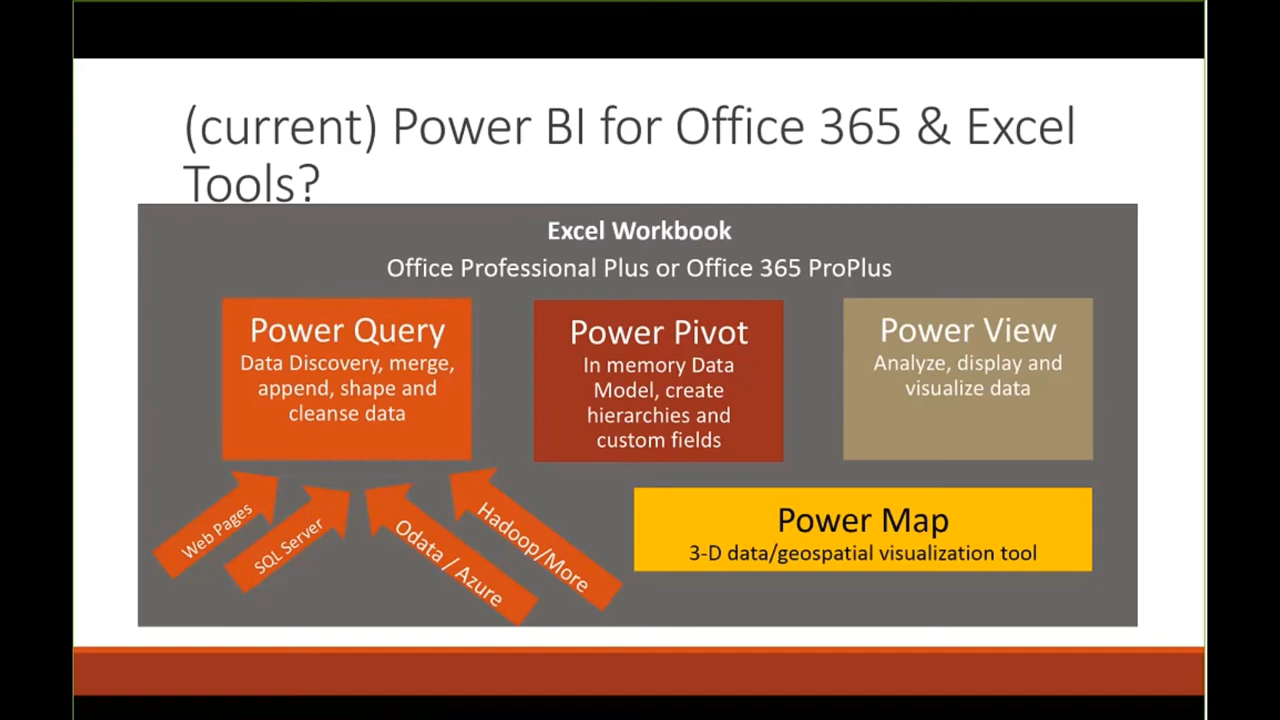 (current) Power BI for Office 365 & Excel
Tools?
Excel Workbook
Office Professional Plus or Office 365 ProPlus
Power Query
Data Discovery, merge,
append, shape and
cleanse data
Power Pivot
In memory Data
Model, create
hierarchies and
custom fields
Power View
Analyze, display and
visualize data
Web Pages
SQL Server
Odata / Azure
Hadoop/More
Power Map
3-D data/geospatial visualization tool